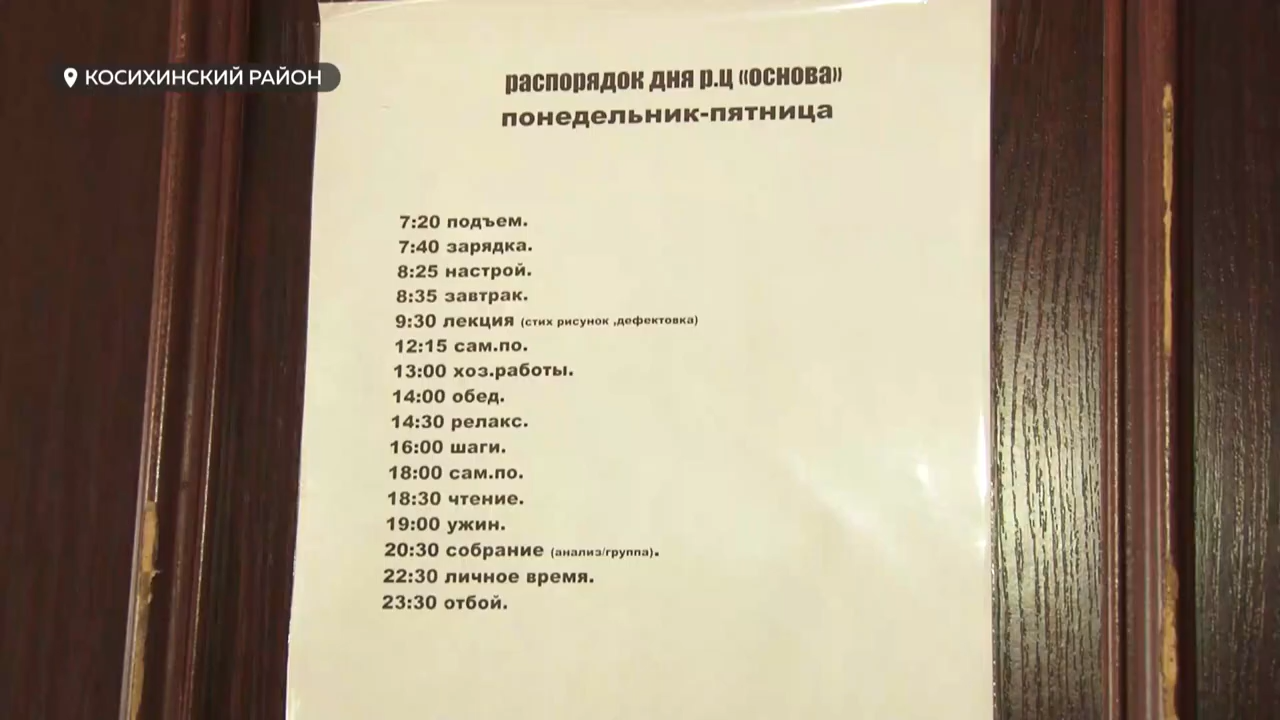 КОСИХИНСКИЙ РАЙОН
распорядок дня р.ц «основа»
понедельник-пятница
7:20 подъем.
7:40 зарядка.
8:25 настрой.
8:35 завтрак.
9:30 лекция (стих рисунок ,дефектовка)
12:15 сам.по.
13:00 хоз.работы.
14:00 обед.
14:30 релакс.
16:00 шаги.
18:00 сам.по.
18:30 чтение.
19:00 ужин.
20:30 собрание (анализ/группа).
22:30 личное время.
23:30 отбой.